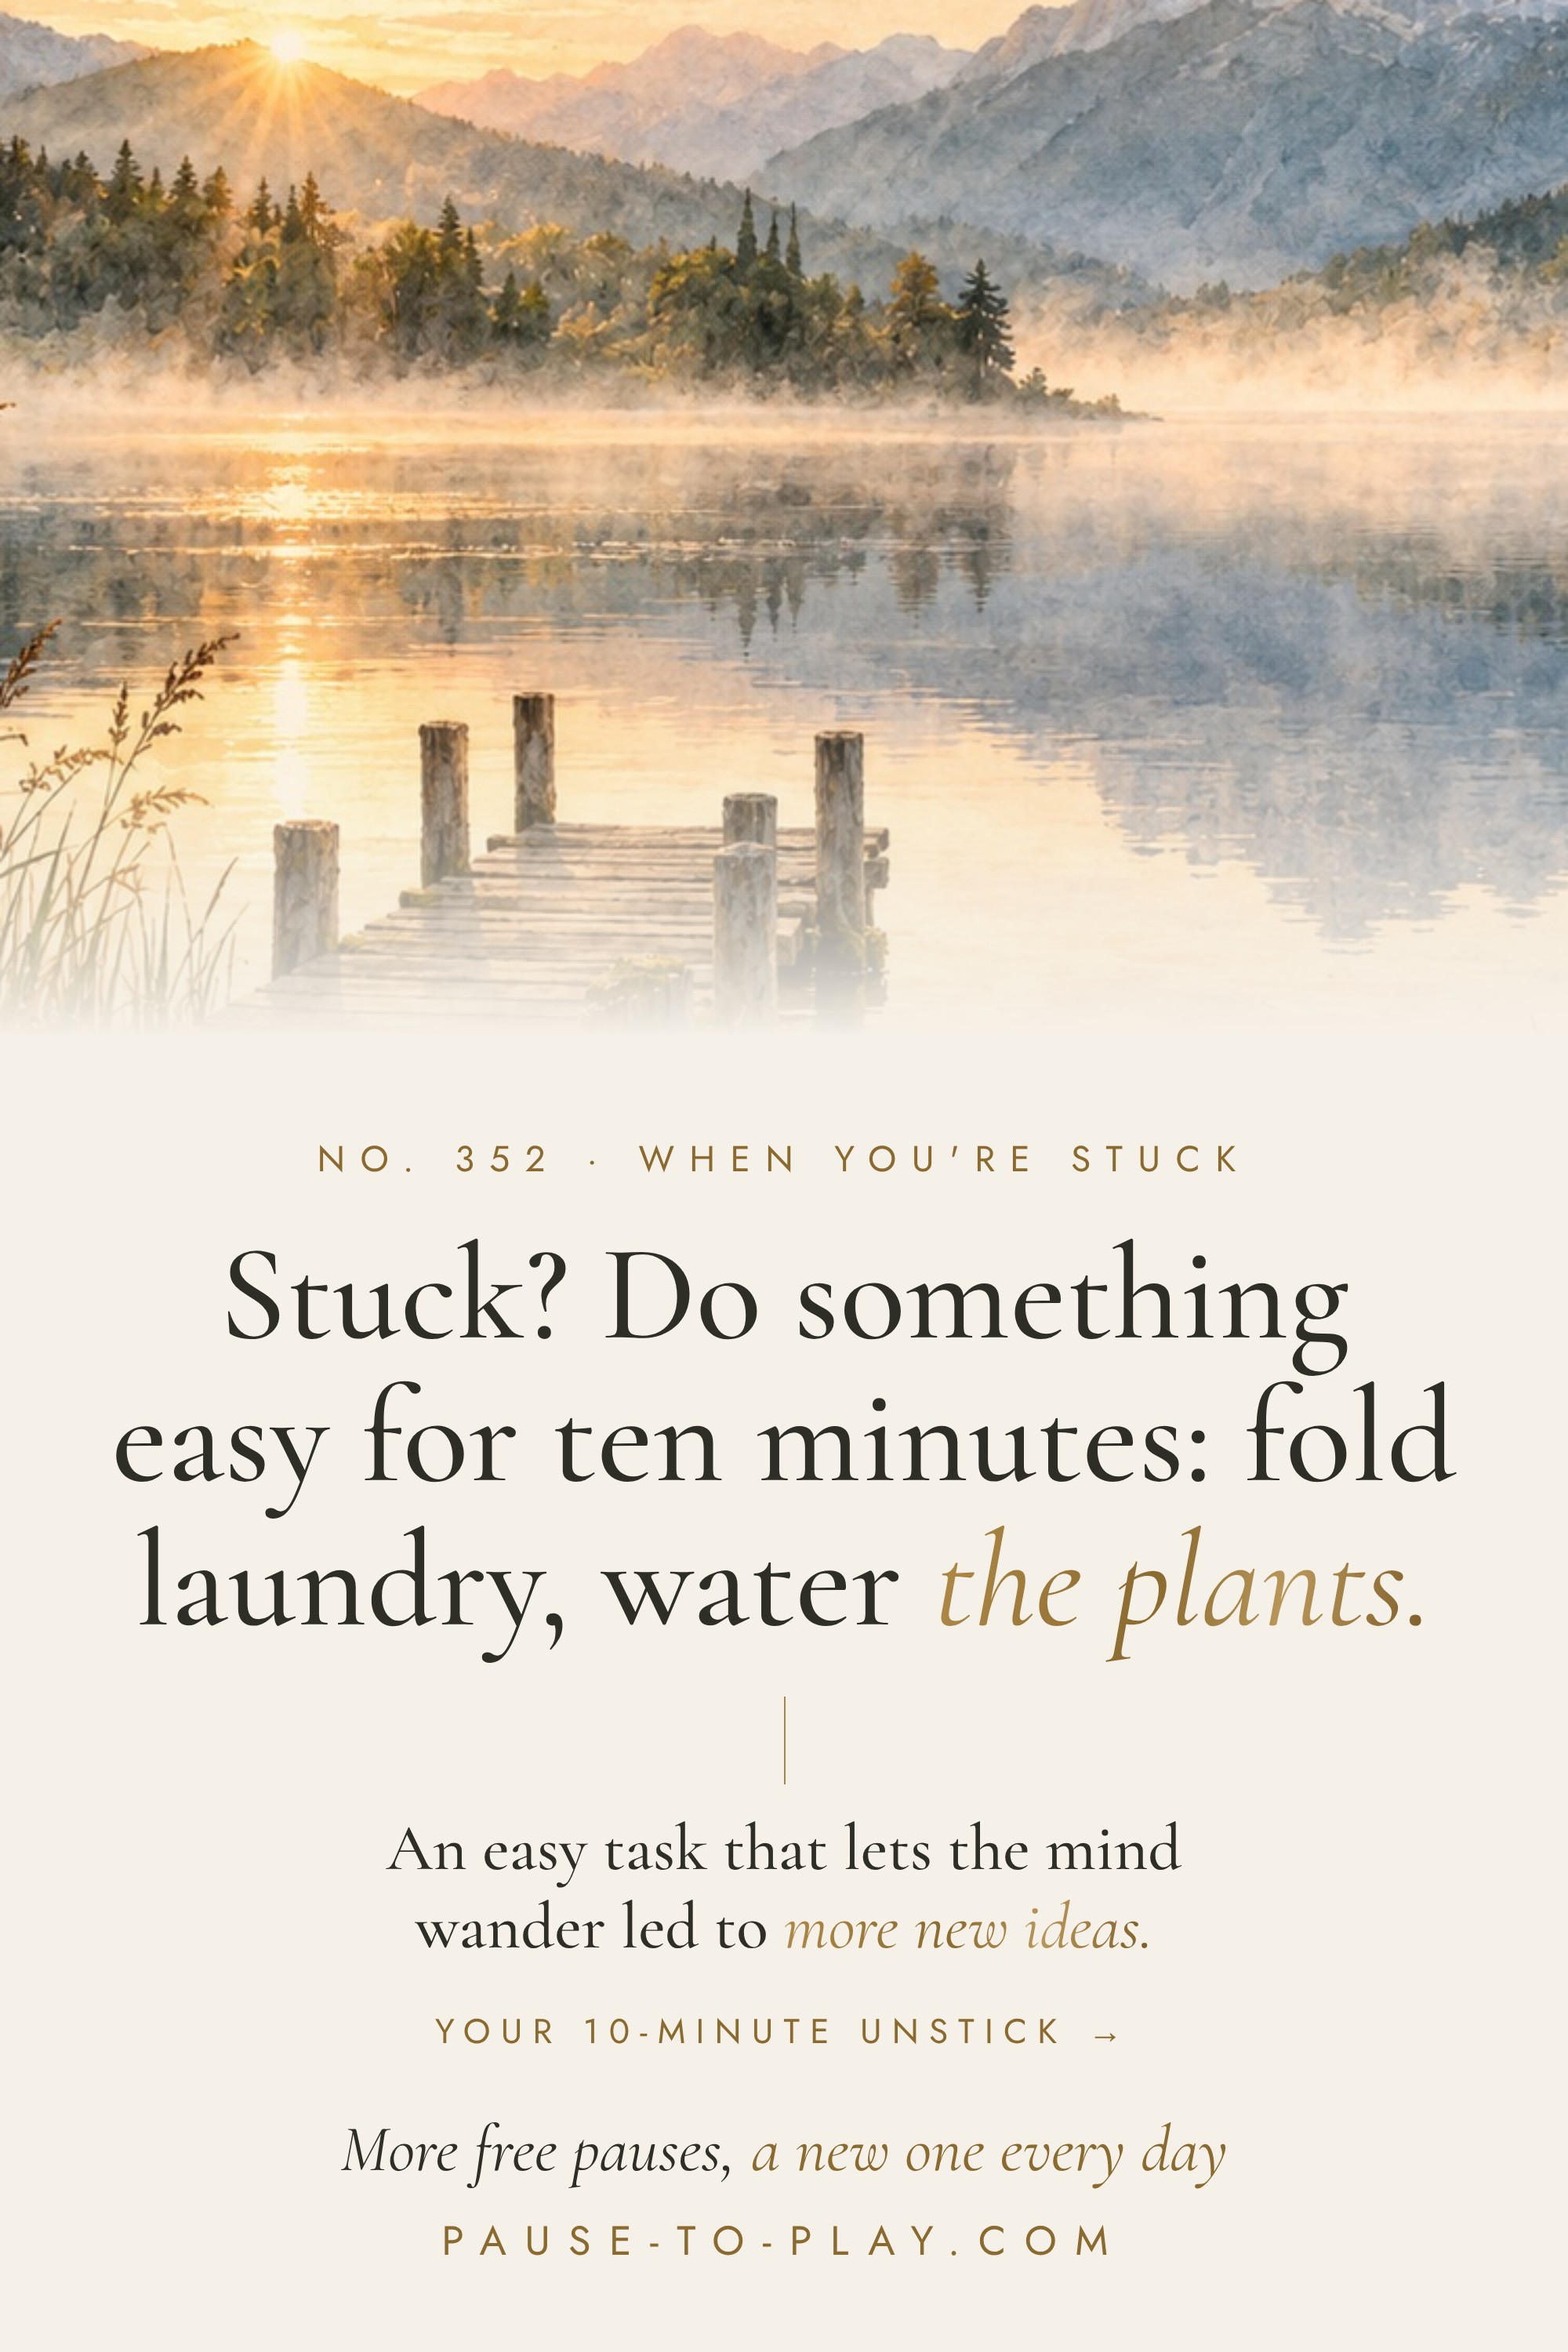 NO. 352 · WHEN YOU'RE STUCK
Stuck? Do something
easy for ten minutes: fold
laundry, water the plants.
An easy task that lets the mind
wander led to more new ideas.
YOUR 10-MINUTE UNSTICK →
More free pauses, a new one every day
PAUSE-TO-PLAY.COM